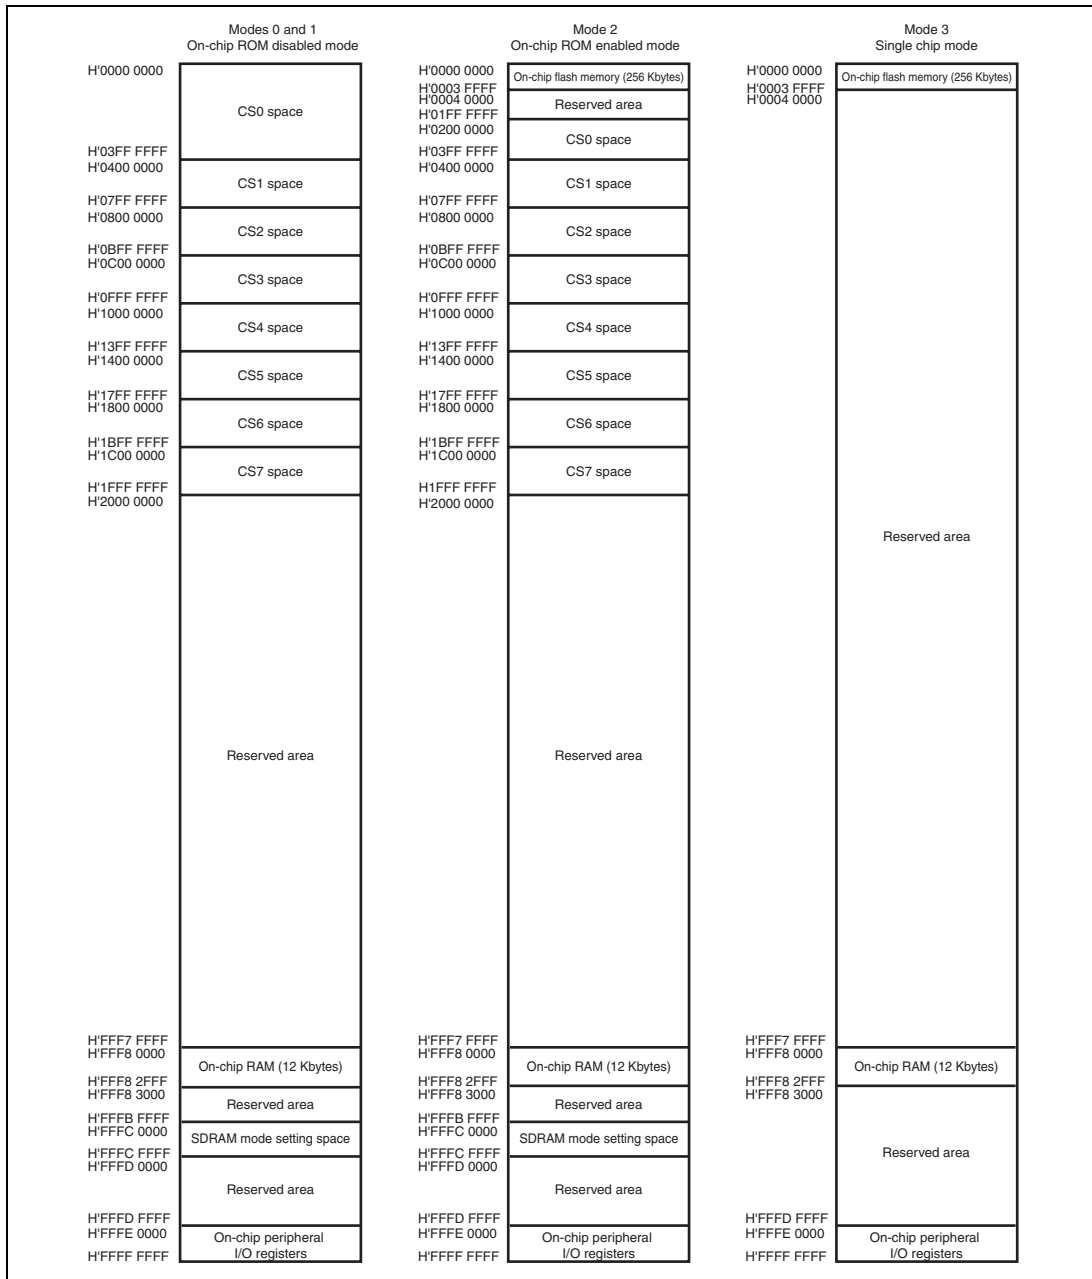 Modes 0 and 1
On-chip ROM disabled mode
H'0000 0000
CS0 space
H'03FF FFFF
H'0400 0000
CS1 space
H'07FF FFFF
H'0800 0000
CS2 space
H'0BFF FFFF
H'0C00 0000
CS3 space
H'0FFF FFFF
H'1000 0000
CS4 space
H'13FF FFFF
H'1400 0000
CS5 space
H'17FF FFFF
H'1800 0000
CS6 space
H'1BFF FFFF
H'1C00 0000
CS7 space
H'1FFF FFFF
H'2000 0000
Reserved area
H'FFF7 FFFF
H'FFF8 0000
On-chip RAM (12 Kbytes)
H'FFF8 2FFF
H'FFF8 3000
Reserved area
H'FFFB FFFF
H'FFFC 0000
SDRAM mode setting space
H'FFFC FFFF
H'FFFD 0000
Reserved area
H'FFFD FFFF
H'FFFE 0000
On-chip peripheral
I/O registers
H'FFFF FFFF
Mode 2
On-chip ROM enabled mode
H'0000 0000
On-chip flash memory (256 Kbytes)
H'0003 FFFF
H'0004 0000
Reserved area
H'01FF FFFF
H'0200 0000
CS0 space
H'03FF FFFF
H'0400 0000
CS1 space
H'07FF FFFF
H'0800 0000
CS2 space
H'0BFF FFFF
H'0C00 0000
CS3 space
H'0FFF FFFF
H'1000 0000
CS4 space
H'13FF FFFF
H'1400 0000
CS5 space
H'17FF FFFF
H'1800 0000
CS6 space
H'1BFF FFFF
H'1C00 0000
CS7 space
H1FFF FFFF
H'2000 0000
Reserved area
H'FFF7 FFFF
H'FFF8 0000
On-chip RAM (12 Kbytes)
H'FFF8 2FFF
H'FFF8 3000
Reserved area
H'FFFB FFFF
H'FFFC 0000
SDRAM mode setting space
H'FFFC FFFF
H'FFFD 0000
Reserved area
H'FFFD FFFF
H'FFFE 0000
On-chip peripheral
I/O registers
H'FFFF FFFF
Mode 3
Single chip mode
H'0000 0000
On-chip flash memory (256 Kbytes)
H'0003 FFFF
H'0004 0000
Reserved area
H'FFF7 FFFF
H'FFF8 0000
On-chip RAM (12 Kbytes)
H'FFF8 2FFF
H'FFF8 3000
Reserved area
H'FFFD FFFF
H'FFFE 0000
On-chip peripheral
I/O registers
H'FFFF FFFF